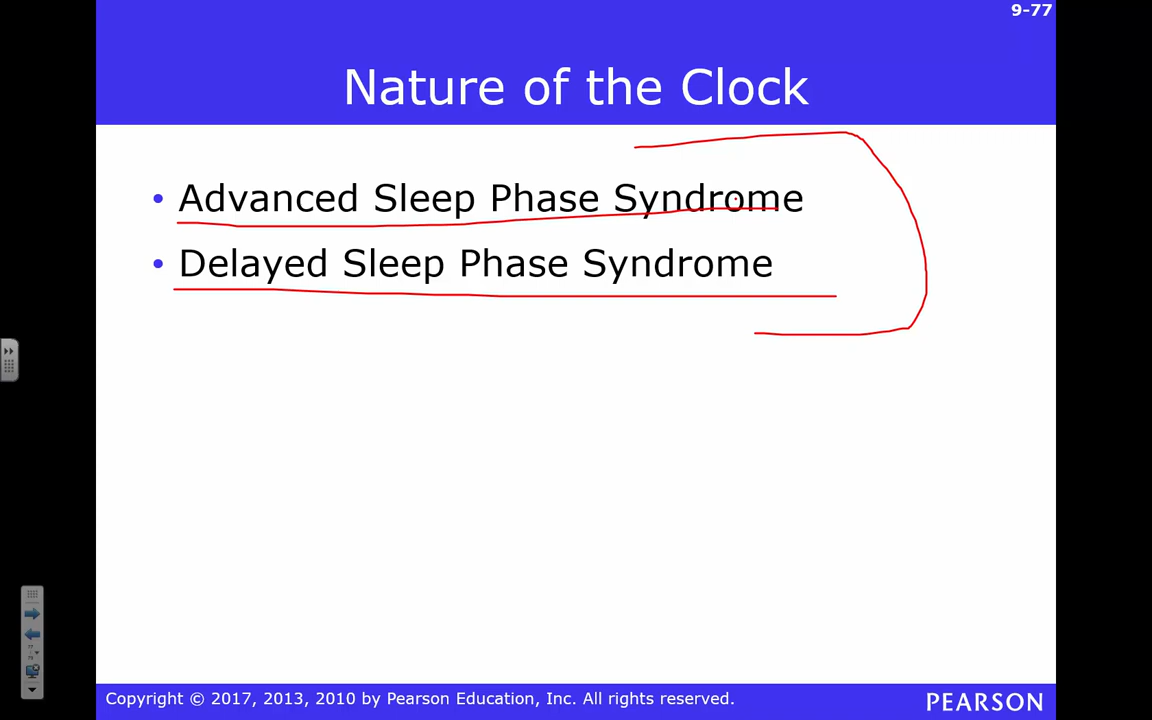 9-77
Nature of the Clock
• Advanced Sleep Phase Syndrome
• Delayed Sleep Phase Syndrome
Copyright © 2017, 2013, 2010 by Pearson Education, Inc. All rights reserved.
PEARSON